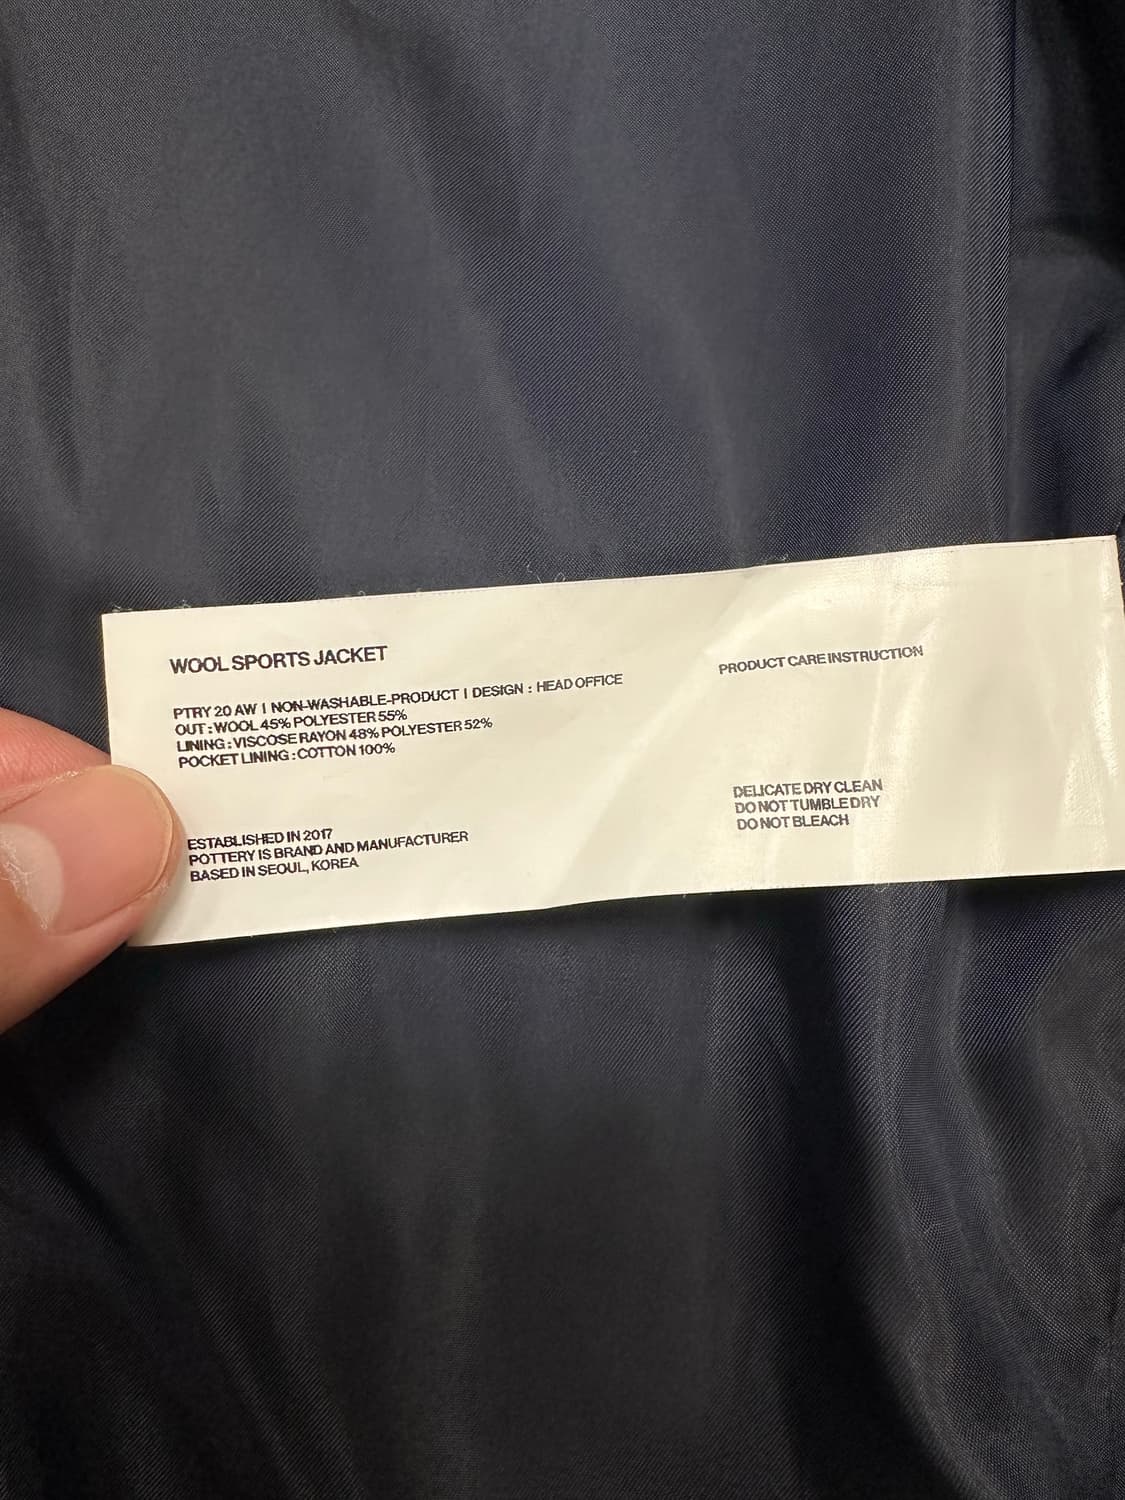 WOOL SPORTS JACKET
PTRY 20 AW | NON-WASHABLE-PRODUCT | DESIGN : HEAD OFFICE
OUT : WOOL 45% POLYESTER 55%
LINING : VISCOSE RAYON 48% POLYESTER 52%
POCKET LINING : COTTON 100%
ESTABLISHED IN 2017
POTTERY IS BRAND AND MANUFACTURER
BASED IN SEOUL, KOREA
PRODUCT CARE INSTRUCTION
DELICATE DRY CLEAN
DO NOT TUMBLE DRY
DO NOT BLEACH